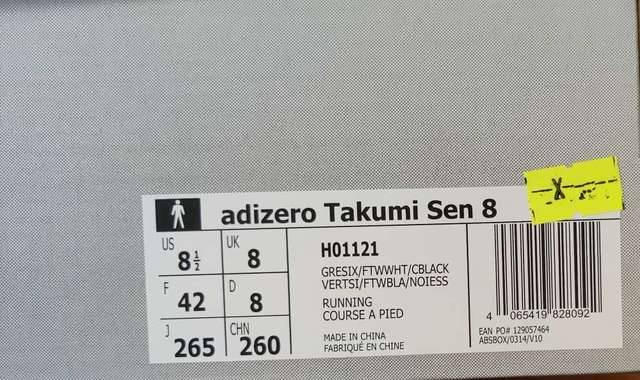 adizero Takumi Sen 8
US 8½ UK 8
F 42 D 8
J 265 CHN 260
H01121
GRESIX/FTWWHT/CBLACK
VERTSI/FTWBLA/NOIESS
RUNNING
COURSE A PIED
MADE IN CHINA
FABRIQUÉ EN CHINE
X
4 065419 828092
EAN PO# 129057464
ABSBOX/0314/V10